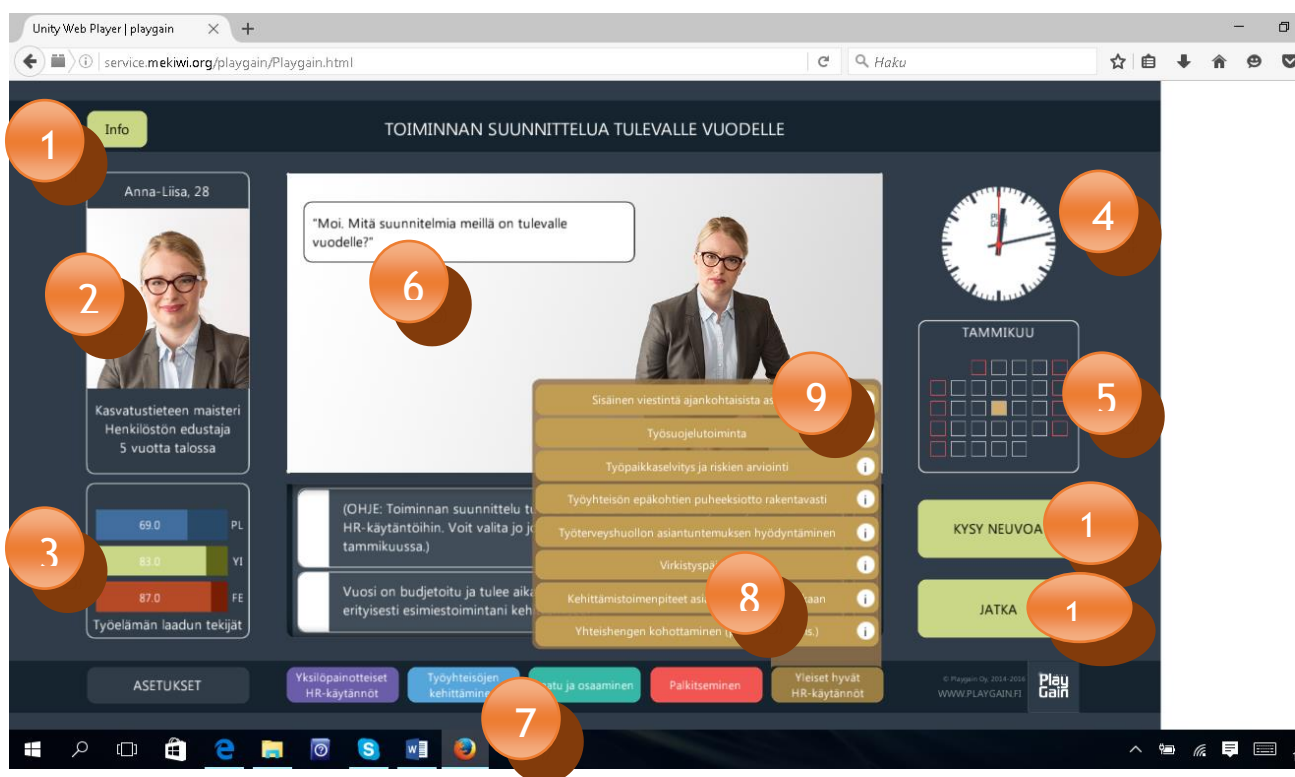 Unity Web Player | playgain
service.mekiwi.org/playgain/Playgain.html
Haku
Info
TOIMINNAN SUUNNITTELUA TULEVALLE VUODELLE
1
Anna-Liisa, 28
2
Kasvatustieteen maisteri
Henkilöstön edustaja
5 vuotta talossa
69.0 PL
83.0 YI
87.0 FE
Työelämän laadun tekijät
3
"Moi. Mitä suunnitelmia meillä on tulevalle
vuodelle?"
6
4
TAMMIKUU
5
Sisäinen viestintä ajankohtaisista
9
Työsuojelutoiminta
Työpaikkaselvitys ja riskien arviointi
Työyhteisön epäkohtien puheeksiotto rakentavasti
Työterveyshuollon asiantuntemuksen hyödyntäminen
Kehittämistoimenpiteet
8
Yhteishengen kohottaminen
(OHJE: Toiminnan suunnittelu
HR-käytäntöihin. Voit valita jo
tammikuussa.)
Vuosi on budjetoitu ja tulee
erityisesti esimiestoimintani
KYSY NEUVOA
1
JATKA
1
ASETUKSET
Yksilöpainotteiset
HR-käytännöt
Työyhteisöjen
ja osaaminen
7
Palkitseminen
Yleiset hyvät
HR-käytännöt
© Playgain Oy, 2014-2016
WWW.PLAYGAIN.FI
Play
Gain